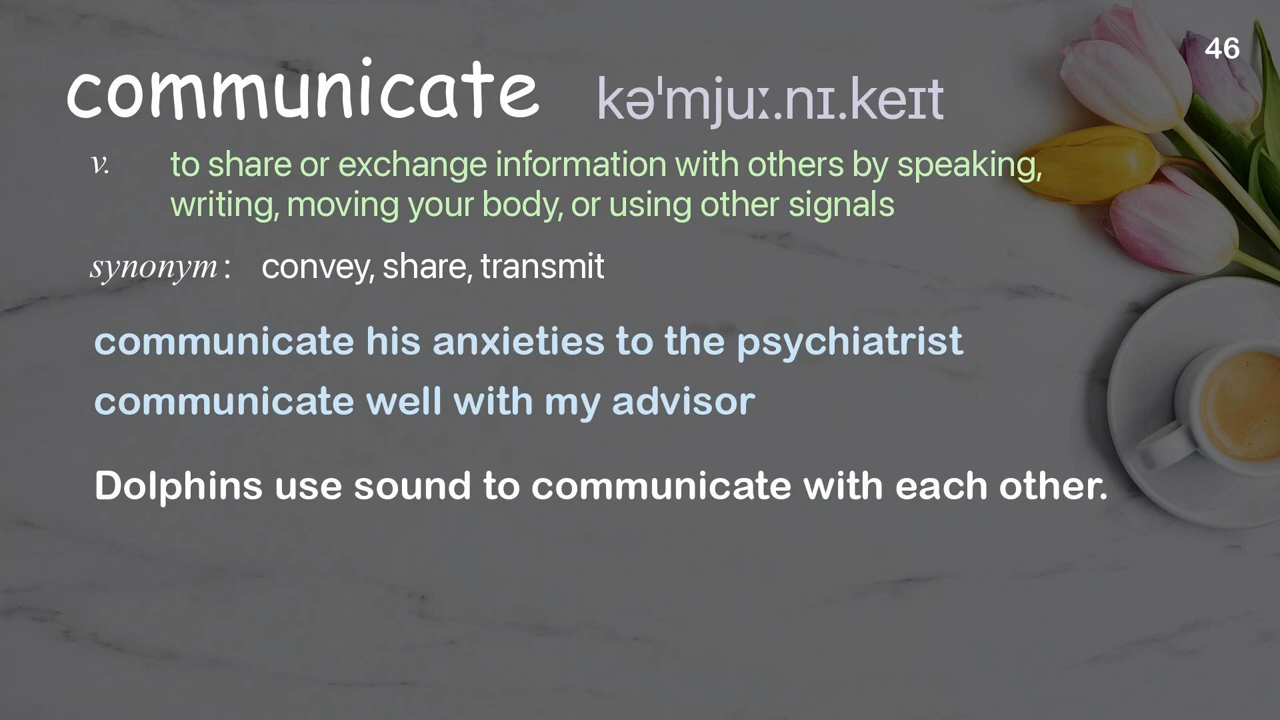 46
communicate kəˈmjuː.nɪ.keɪt
v. to share or exchange information with others by speaking,
writing, moving your body, or using other signals
synonym: convey, share, transmit
communicate his anxieties to the psychiatrist
communicate well with my advisor
Dolphins use sound to communicate with each other.